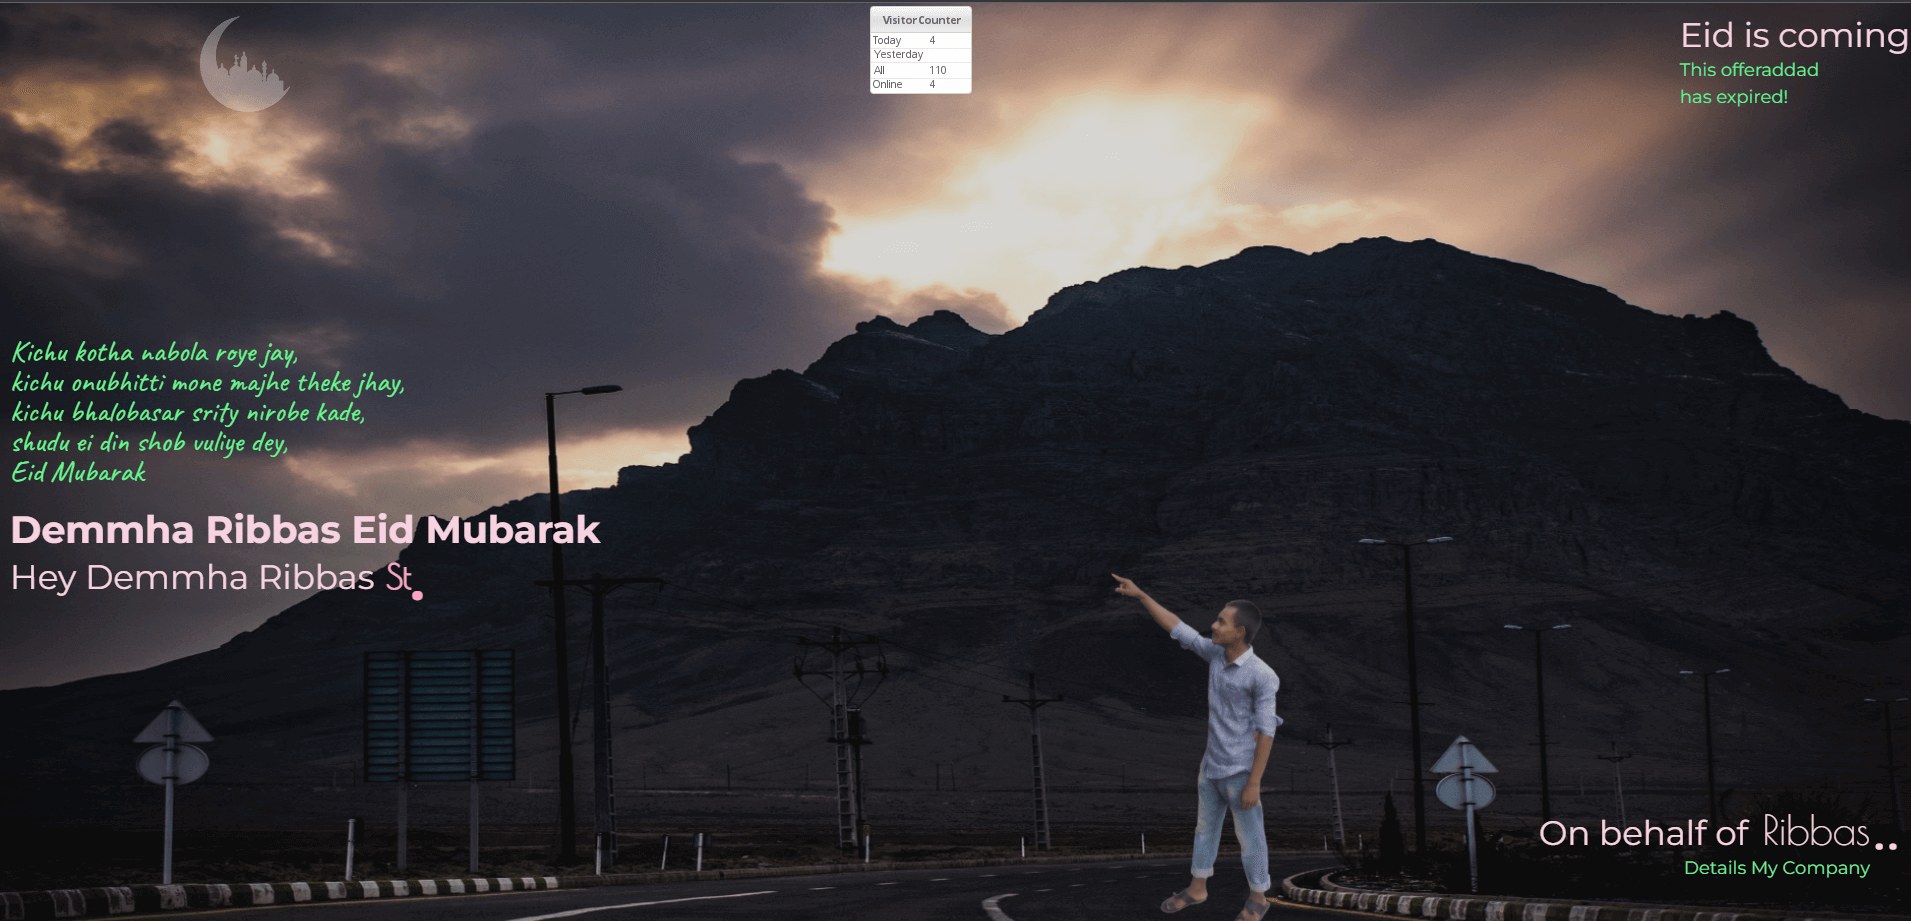 Visitor Counter
Today 4
Yesterday
All 110
Online 4
Eid is coming
This offeraddad
has expired!
Kichu kotha nabola roye jay,
kichu onubhitti mone majhe theke jhay,
kichu bhalobasar srity nirobe kade,
shudu ei din shob vuliye dey,
Eid Mubarak
Demmha Ribbas Eid Mubarak
Hey Demmha Ribbas St.
On behalf of Ribbas..
Details My Company